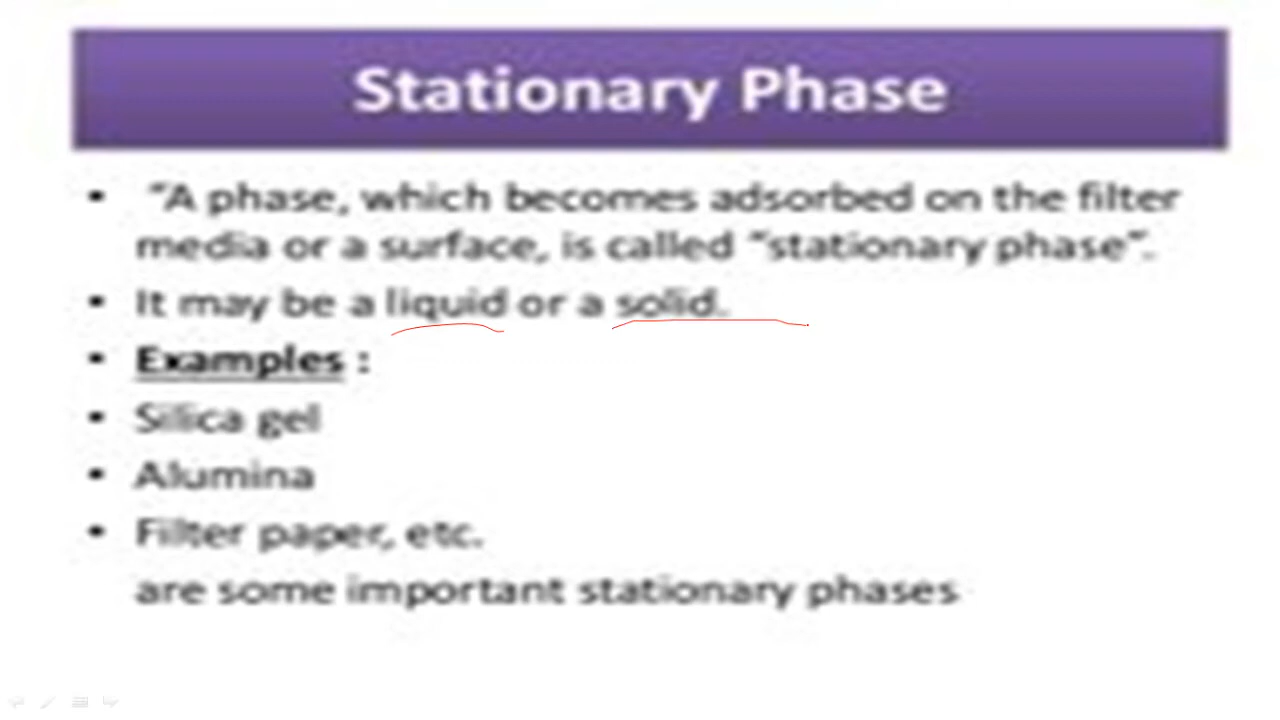 Stationary Phase
• "A phase, which becomes adsorbed on the filter
media or a surface, is called "stationary phase".
• It may be a liquid or a solid.
• Examples :
• Silica gel
• Alumina
• Filter paper, etc.
are some important stationary phases